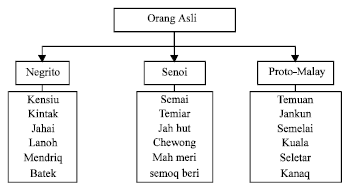 Orang Asli
Negrito
Senoi
Proto-Malay
Kensiu
Kintak
Jahai
Lanoh
Mendriq
Batek
Semai
Temiar
Jah hut
Chewong
Mah meri
semoq beri
Temuan
Jankun
Semelai
Kuala
Seletar
Kanaq